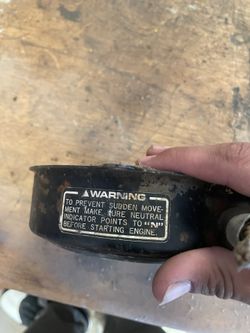 ⚠WARNING
TO PREVENT SUDDEN MOVE-
MENT MAKE SURE NEUTRAL
INDICATOR POINTS TO "N"
BEFORE STARTING ENGINE.